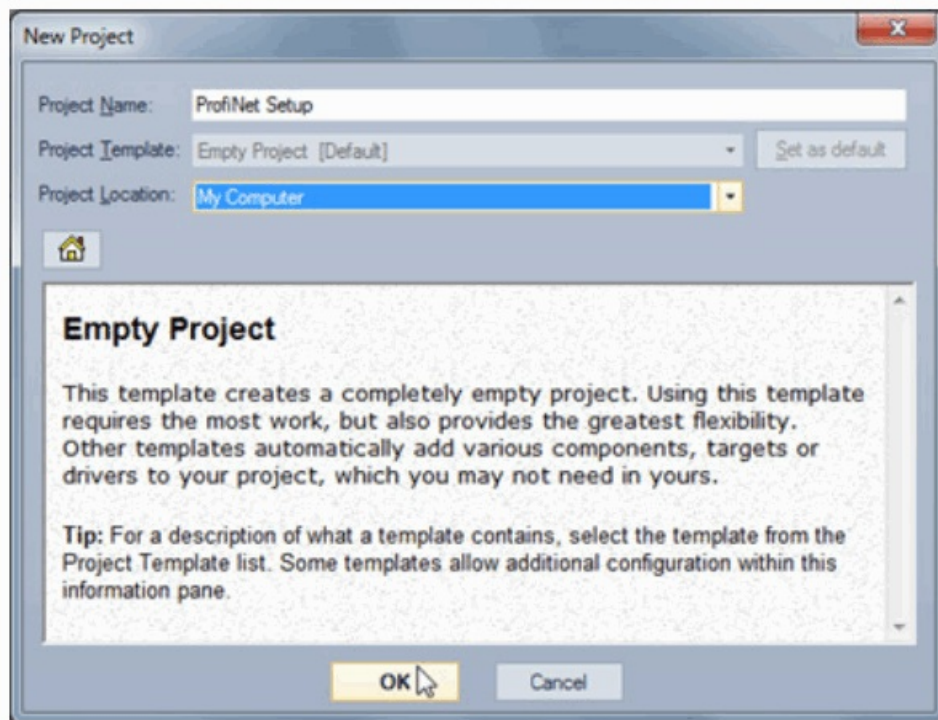 New Project
Project Name: ProfiNet Setup
Project Template: Empty Project [Default] Set as default
Project Location: My Computer
Empty Project
This template creates a completely empty project. Using this template
requires the most work, but also provides the greatest flexibility.
Other templates automatically add various components, targets or
drivers to your project, which you may not need in yours.
Tip: For a description of what a template contains, select the template from the
Project Template list. Some templates allow additional configuration within this
information pane.
OK Cancel